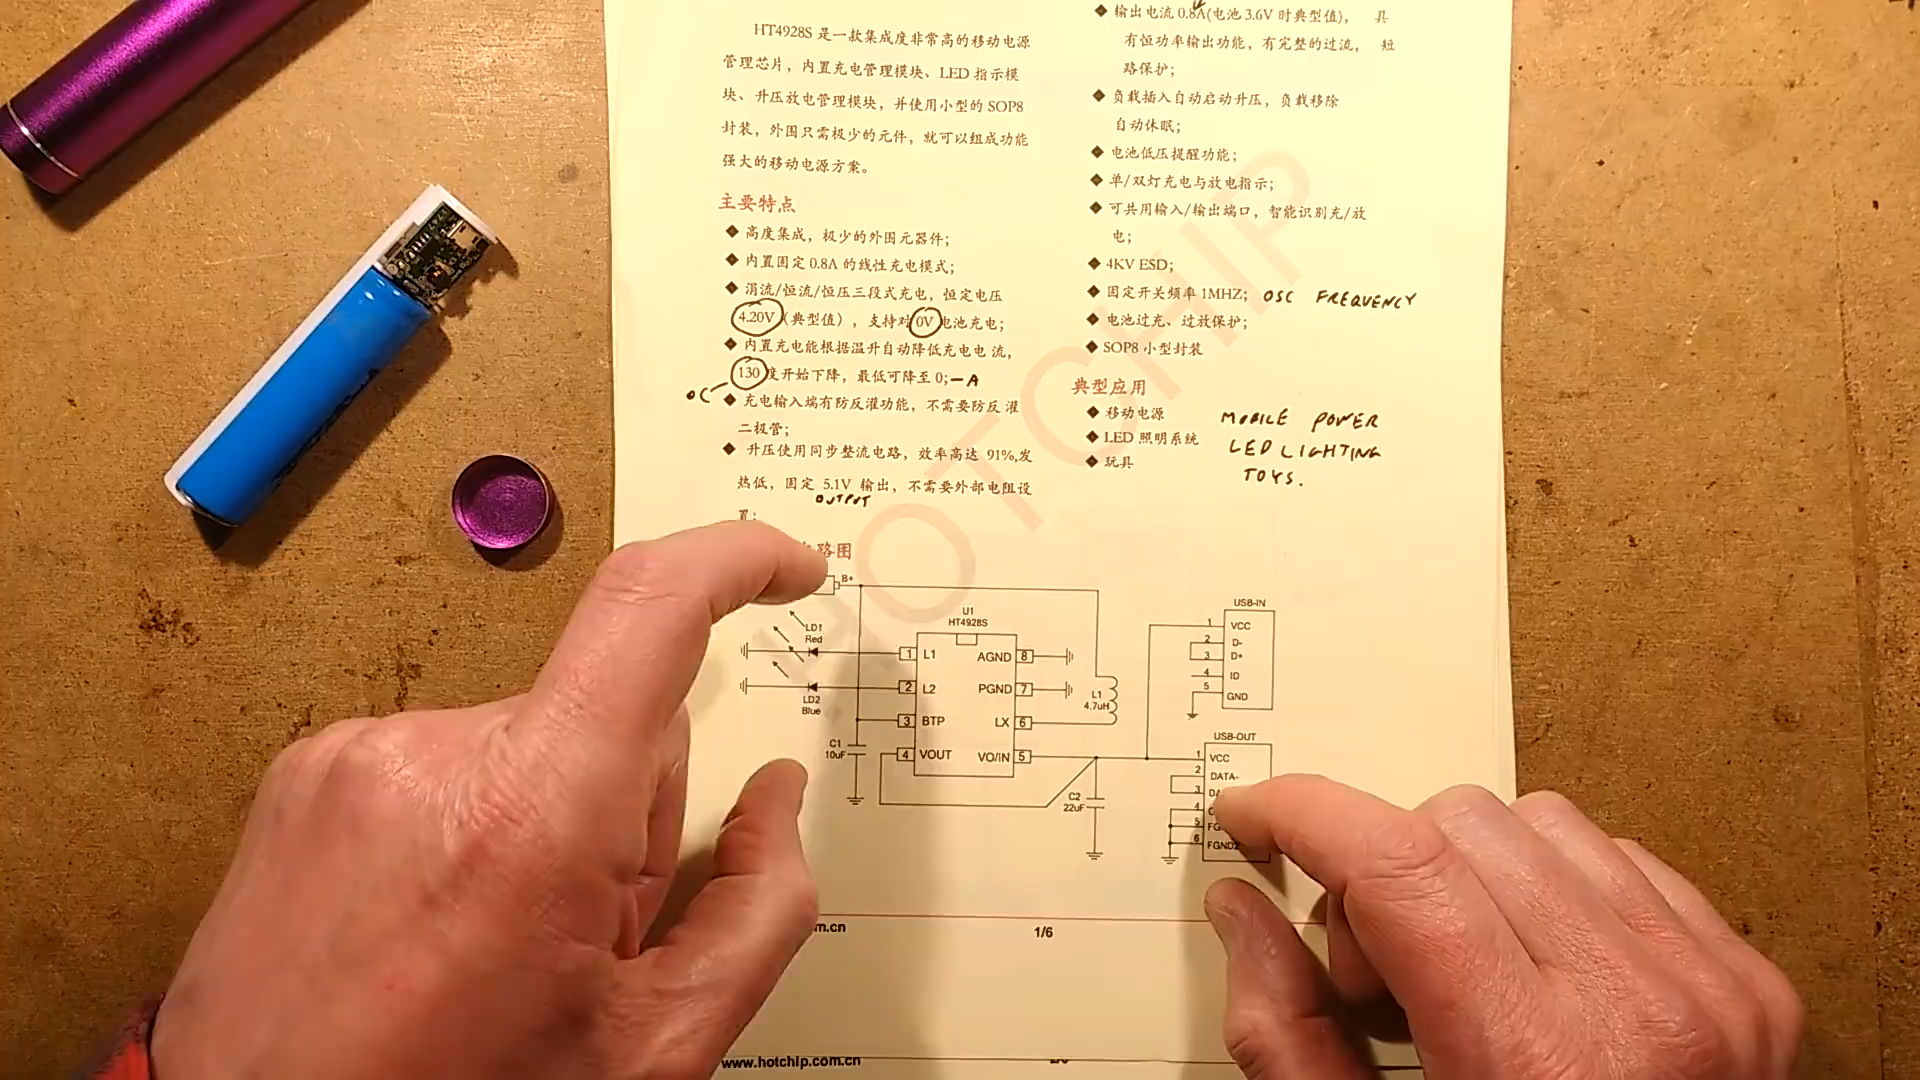 HT4928S 是一款集成度非常高的移动电源
管理芯片，内置充电管理模块、LED 指示模
块、升压放电管理模块，并使用小型的 SOP8
封装，外围只需极少的元件，就可以组成功能
强大的移动电源方案。
主要特点
◆ 高度集成，极少的外围元器件；
◆ 内置固定 0.8A 的线性充电模式；
◆ 涓流/恒流/恒压三段式充电，恒定电压
4.20V（典型值），支持对 0V 电池充电；
◆ 内置充电能根据温升自动降低充电电 流，
130 度开始下降，最低可降至 0; — A
°C
◆ 充电输入端有防反灌功能，不需要防反 灌
二极管；
◆ 升压使用同步整流电路，效率高达 91%,发
热低，固定 5.1V 输出，不需要外部电阻设
OUTPUT
置；
路图
◆ 输出电流 0.8A(电池 3.6V 时典型值)， 具
有恒功率输出功能，有完整的过流， 短
路保护；
◆ 负载插入自动启动升压，负载移除
自动休眠；
◆ 电池低压提醒功能；
◆ 单/双灯充电与放电指示；
◆ 可共用输入/输出端口，智能识别充/放
电；
◆ 4KV ESD；
◆ 固定开关频率 1MHZ； OSC FREQUENCY
◆ 电池过充、过放保护；
◆ SOP8 小型封装
典型应用
◆ 移动电源 MOBILE POWER
◆ LED 照明系统 LED LIGHTING
◆ 玩具 TOYS.
HOTCHIP
B+
LD1
Red
LD2
Blue
C1
10uF
U1
HT4928S
1 L1
2 L2
3 BTP
4 VOUT
AGND 8
PGND 7
LX 6
VO/IN 5
L1
4.7uH
C2
22uF
USB-IN
1 VCC
2 D-
3 D+
4 ID
5 GND
USB-OUT
1 VCC
2 DATA-
3
4
5
6 FGND2
m.cn
1/6
www.hotchip.com.cn